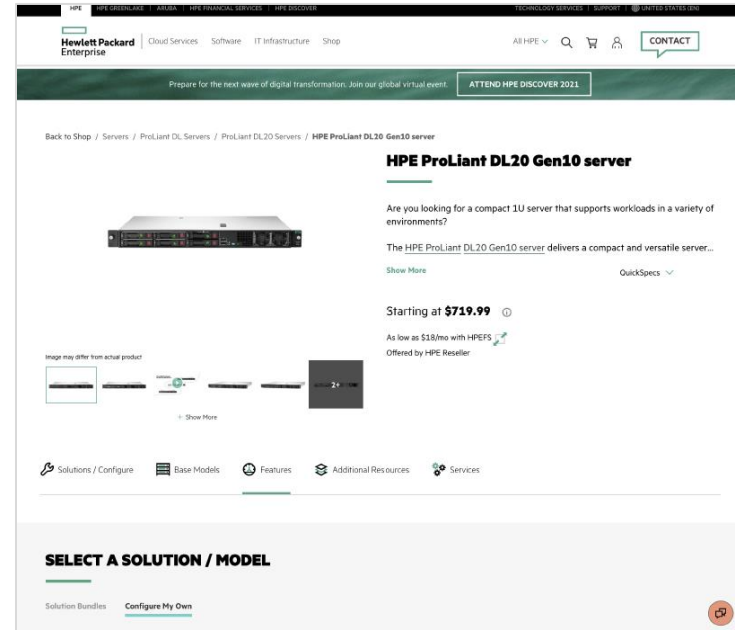 HPE HPE GREENLAKE | ARUBA | HPE FINANCIAL SERVICES | HPE DISCOVER TECHNOLOGY SERVICES | SUPPORT | UNITED STATES (EN)
Hewlett Packard
Enterprise
Cloud Services Software IT Infrastructure Shop
All HPE
CONTACT
Prepare for the next wave of digital transformation. Join our global virtual event. ATTEND HPE DISCOVER 2021
Back to Shop / Servers / ProLiant DL Servers / ProLiant DL20 Servers / HPE ProLiant DL20 Gen10 server
HPE ProLiant DL20 Gen10 server
Are you looking for a compact 1U server that supports workloads in a variety of
environments?
The HPE ProLiant DL20 Gen10 server delivers a compact and versatile server...
Show More
QuickSpecs
Starting at $719.99
As low as $18/mo with HPEFS
Offered by HPE Reseller
Image may differ from actual product
2+
+ Show More
Solutions / Configure Base Models Features Additional Resources Services
SELECT A SOLUTION / MODEL
Solution Bundles Configure My Own